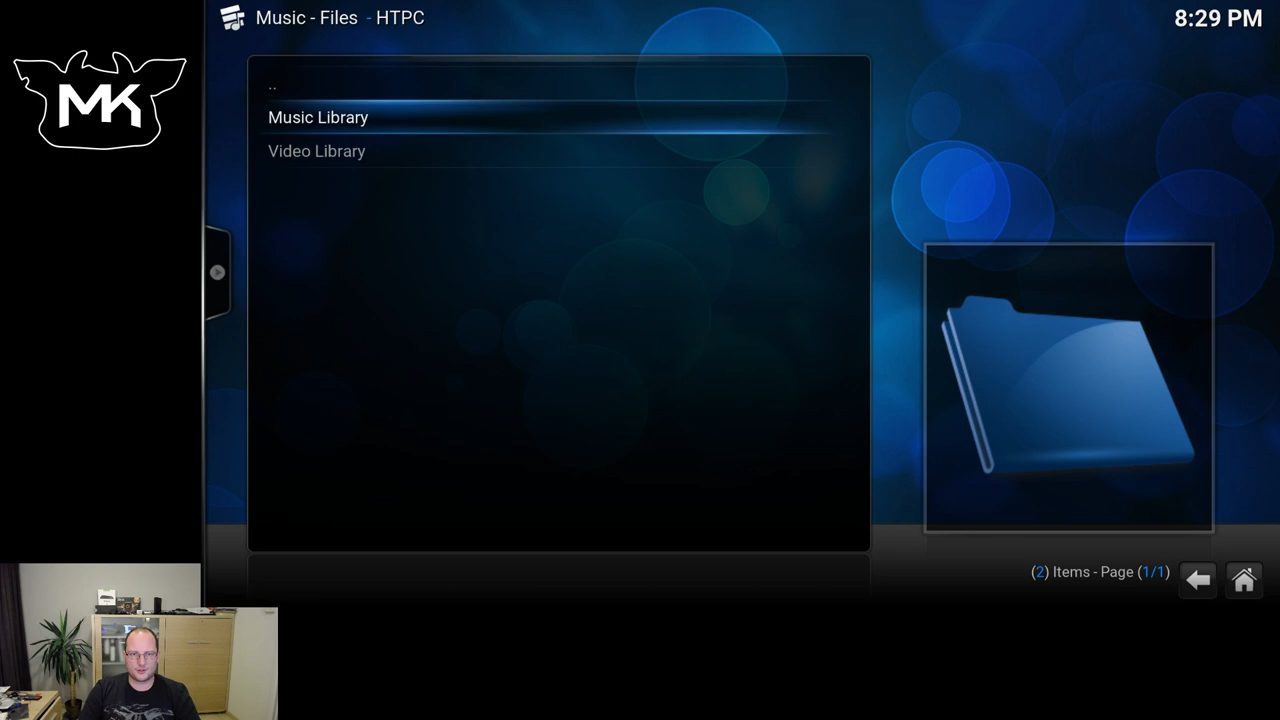 Music - Files - HTPC
8:29 PM
MK
..
Music Library
Video Library
(2) Items - Page (1/1)